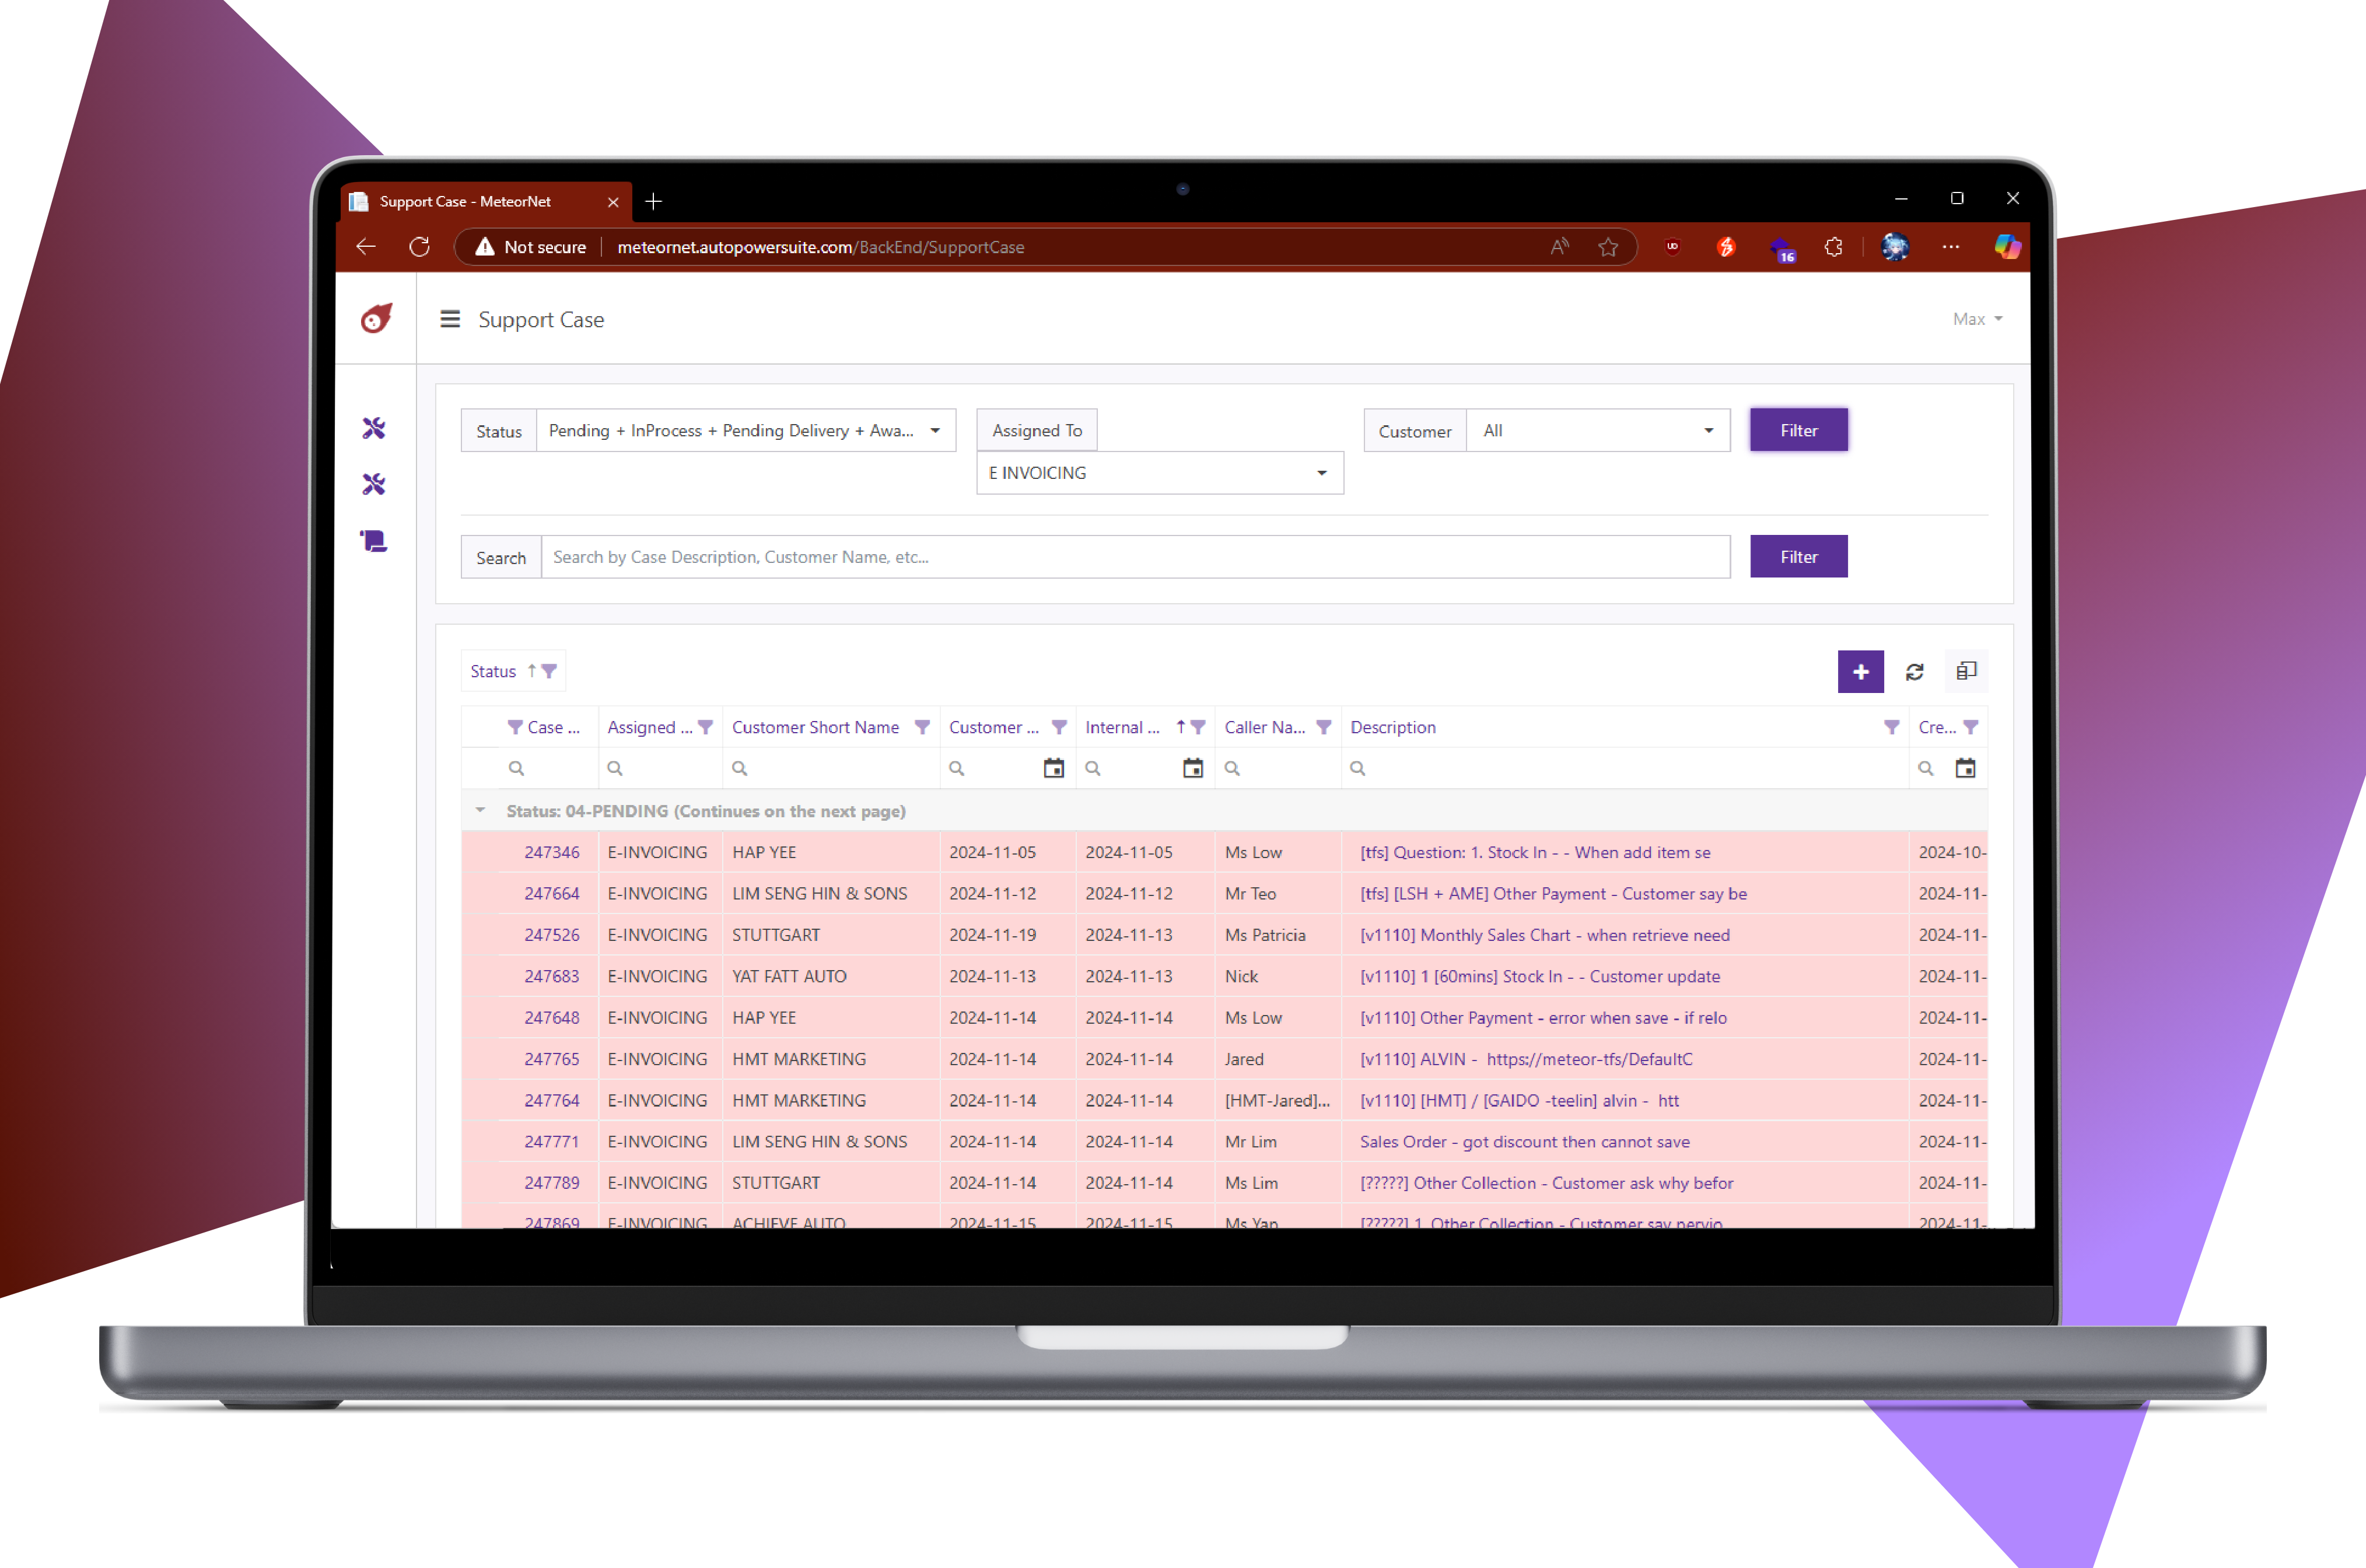 Support Case - MeteorNet
Not secure meteornet.autopowersuite.com/BackEnd/SupportCase
UD
16
Support Case
Max
Status Pending + InProcess + Pending Delivery + Awa... Assigned To Customer All Filter
E INVOICING
Search Search by Case Description, Customer Name, etc... Filter
Status
Case ... Assigned ... Customer Short Name Customer ... Internal ... Caller Na... Description Cre...
Status: 04-PENDING (Continues on the next page)
247346 E-INVOICING HAP YEE 2024-11-05 2024-11-05 Ms Low [tfs] Question: 1. Stock In - - When add item se 2024-10-
247664 E-INVOICING LIM SENG HIN & SONS 2024-11-12 2024-11-12 Mr Teo [tfs] [LSH + AME] Other Payment - Customer say be 2024-11-
247526 E-INVOICING STUTTGART 2024-11-19 2024-11-13 Ms Patricia [v1110] Monthly Sales Chart - when retrieve need 2024-11-
247683 E-INVOICING YAT FATT AUTO 2024-11-13 2024-11-13 Nick [v1110] 1 [60mins] Stock In - - Customer update 2024-11-
247648 E-INVOICING HAP YEE 2024-11-14 2024-11-14 Ms Low [v1110] Other Payment - error when save - if relo 2024-11-
247765 E-INVOICING HMT MARKETING 2024-11-14 2024-11-14 Jared [v1110] ALVIN - https://meteor-tfs/DefaultC 2024-11-
247764 E-INVOICING HMT MARKETING 2024-11-14 2024-11-14 [HMT-Jared]... [v1110] [HMT] / [GAIDO -teelin] alvin - htt 2024-11-
247771 E-INVOICING LIM SENG HIN & SONS 2024-11-14 2024-11-14 Mr Lim Sales Order - got discount then cannot save 2024-11-
247789 E-INVOICING STUTTGART 2024-11-14 2024-11-14 Ms Lim [?????] Other Collection - Customer ask why befor 2024-11-
247869 E-INVOICING ACHIEVE AUTO 2024-11-15 2024-11-15 Ms Yap [?????] 1. Other Collection - Customer say pervio 2024-11-